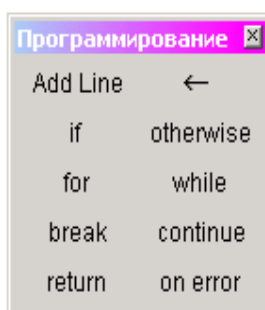 Программирование
Add Line ←
if otherwise
for while
break continue
return on error